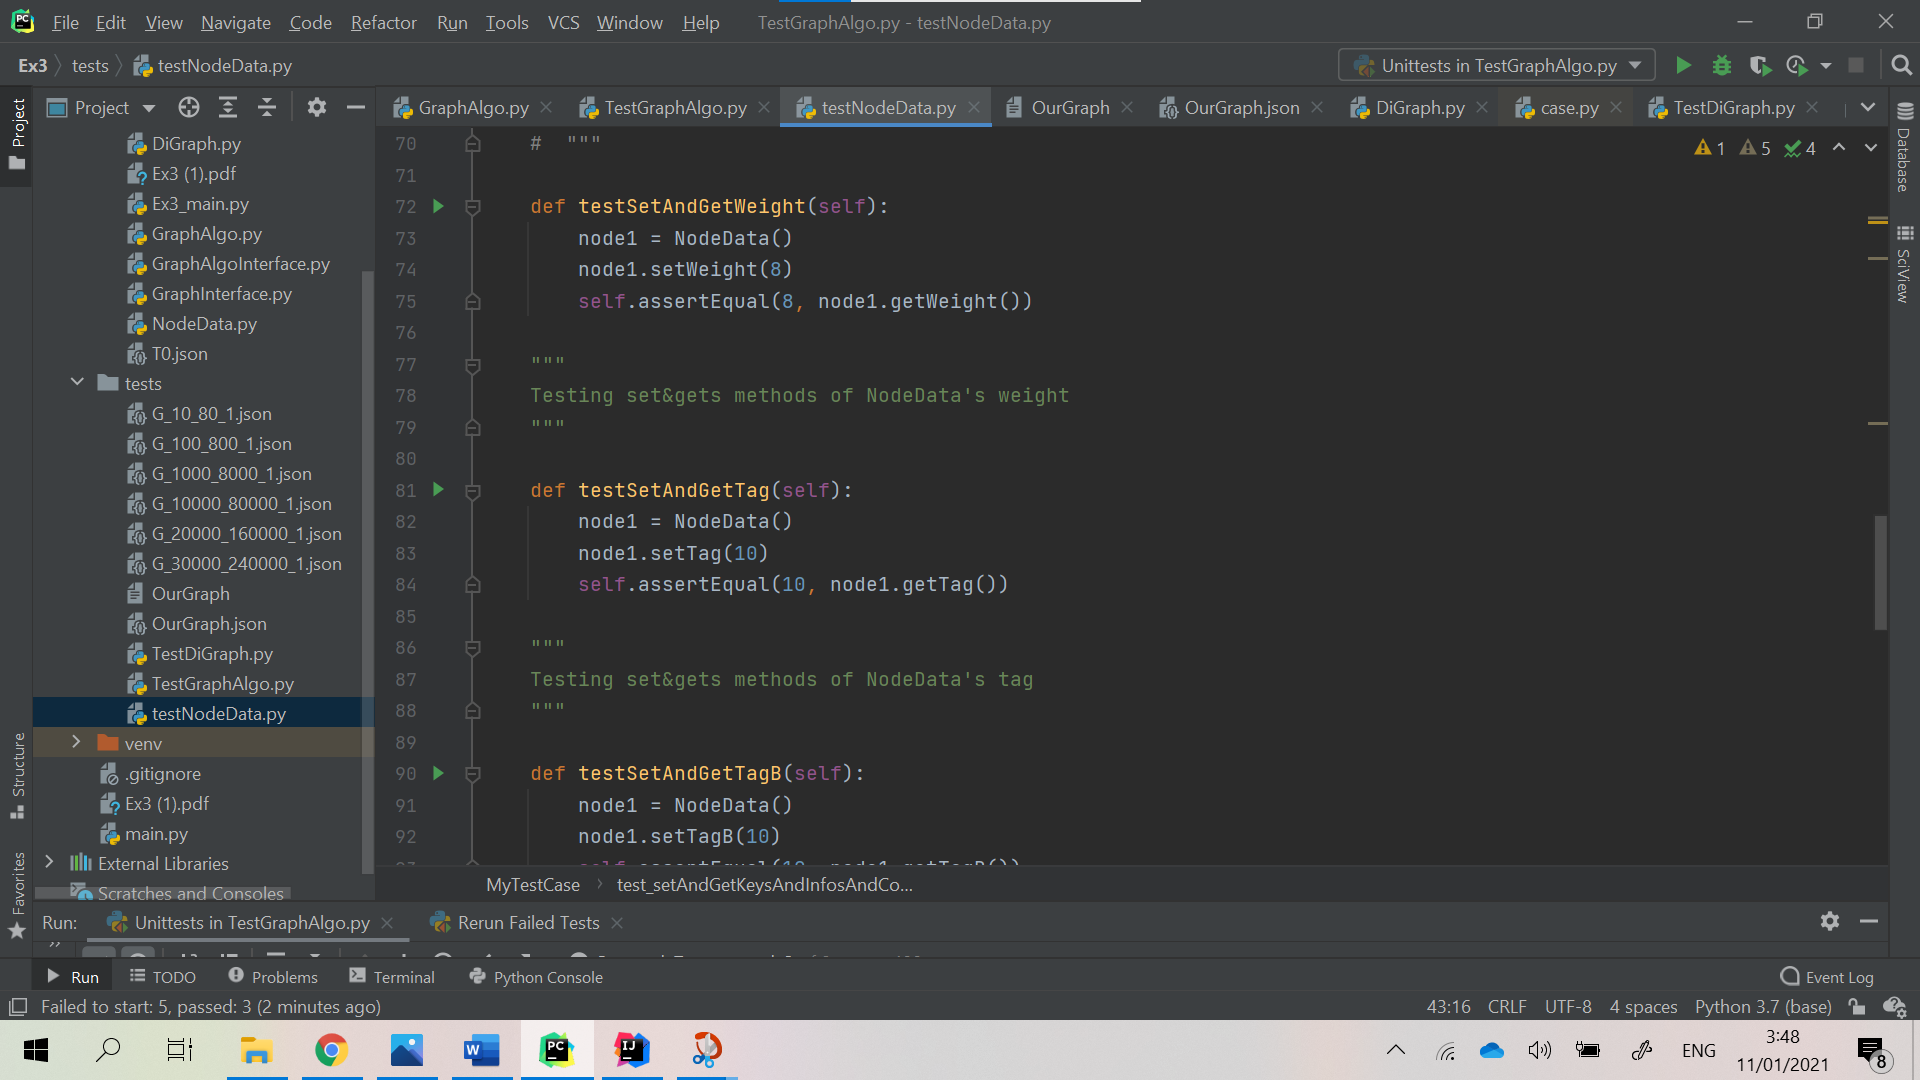 File Edit View Navigate Code Refactor Run Tools VCS Window Help TestGraphAlgo.py - testNodeData.py
Ex3 tests testNodeData.py Unittests in TestGraphAlgo.py
Project GraphAlgo.py TestGraphAlgo.py testNodeData.py OurGraph OurGraph.json DiGraph.py case.py TestDiGraph.py
Project
Structure
Favorites
Database
SciView
DiGraph.py
Ex3 (1).pdf
Ex3_main.py
GraphAlgo.py
GraphAlgoInterface.py
GraphInterface.py
NodeData.py
T0.json
tests
G_10_80_1.json
G_100_800_1.json
G_1000_8000_1.json
G_10000_80000_1.json
G_20000_160000_1.json
G_30000_240000_1.json
OurGraph
OurGraph.json
TestDiGraph.py
TestGraphAlgo.py
testNodeData.py
venv
.gitignore
Ex3 (1).pdf
main.py
External Libraries
Scratches and Consoles
1 5 4
70 # """
71
72 def testSetAndGetWeight(self):
73 node1 = NodeData()
74 node1.setWeight(8)
75 self.assertEqual(8, node1.getWeight())
76
77 """
78 Testing set&gets methods of NodeData's weight
79 """
80
81 def testSetAndGetTag(self):
82 node1 = NodeData()
83 node1.setTag(10)
84 self.assertEqual(10, node1.getTag())
85
86 """
87 Testing set&gets methods of NodeData's tag
88 """
89
90 def testSetAndGetTagB(self):
91 node1 = NodeData()
92 node1.setTagB(10)
93 self.assertEqual(10, node1.getTagB())
MyTestCase test_setAndGetKeysAndInfosAndCo...
Run: Unittests in TestGraphAlgo.py Rerun Failed Tests
Run TODO Problems Terminal Python Console Event Log
Failed to start: 5, passed: 3 (2 minutes ago) 43:16 CRLF UTF-8 4 spaces Python 3.7 (base)
ENG 3:48
11/01/2021 8